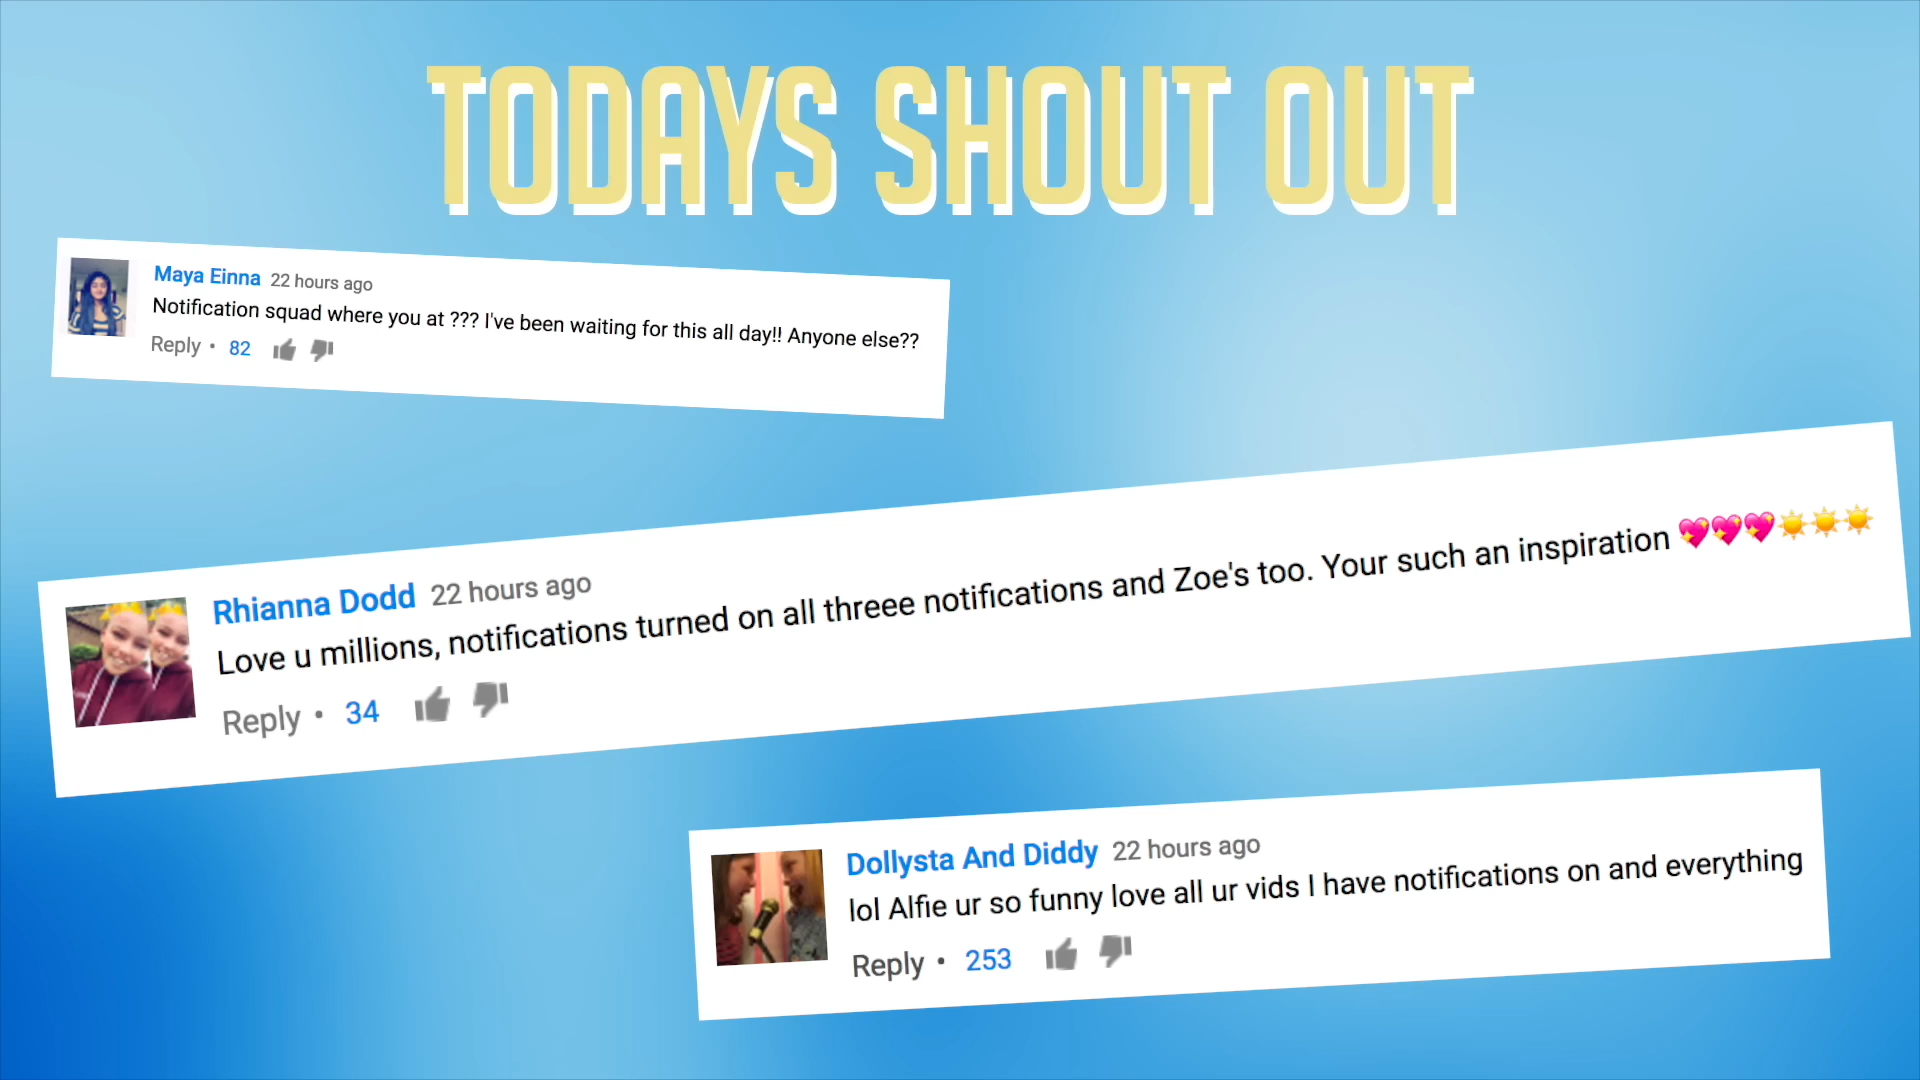 TODAYS SHOUT OUT
Maya Einna 22 hours ago
Notification squad where you at ??? I've been waiting for this all day!! Anyone else??
Reply • 82
Rhianna Dodd 22 hours ago
Love u millions, notifications turned on all threee notifications and Zoe's too. Your such an inspiration 💖💖💖☀️☀️☀️
Reply • 34
Dollysta And Diddy 22 hours ago
lol Alfie ur so funny love all ur vids I have notifications on and everything
Reply • 253